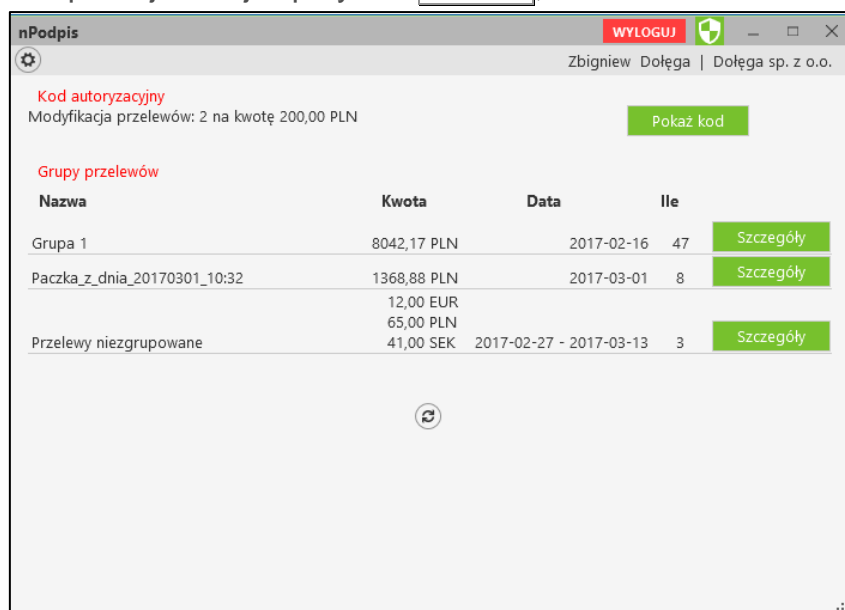 nPodpis WYLOGUJ
Zbigniew Dołęga | Dołęga sp. z o.o.
Kod autoryzacyjny
Modyfikacja przelewów: 2 na kwotę 200,00 PLN Pokaż kod
Grupy przelewów
Nazwa Kwota Data Ile
Grupa 1 8042,17 PLN 2017-02-16 47 Szczegóły
Paczka_z_dnia_20170301_10:32 1368,88 PLN 2017-03-01 8 Szczegóły
12,00 EUR
65,00 PLN
Przelewy niezgrupowane 41,00 SEK 2017-02-27 - 2017-03-13 3 Szczegóły